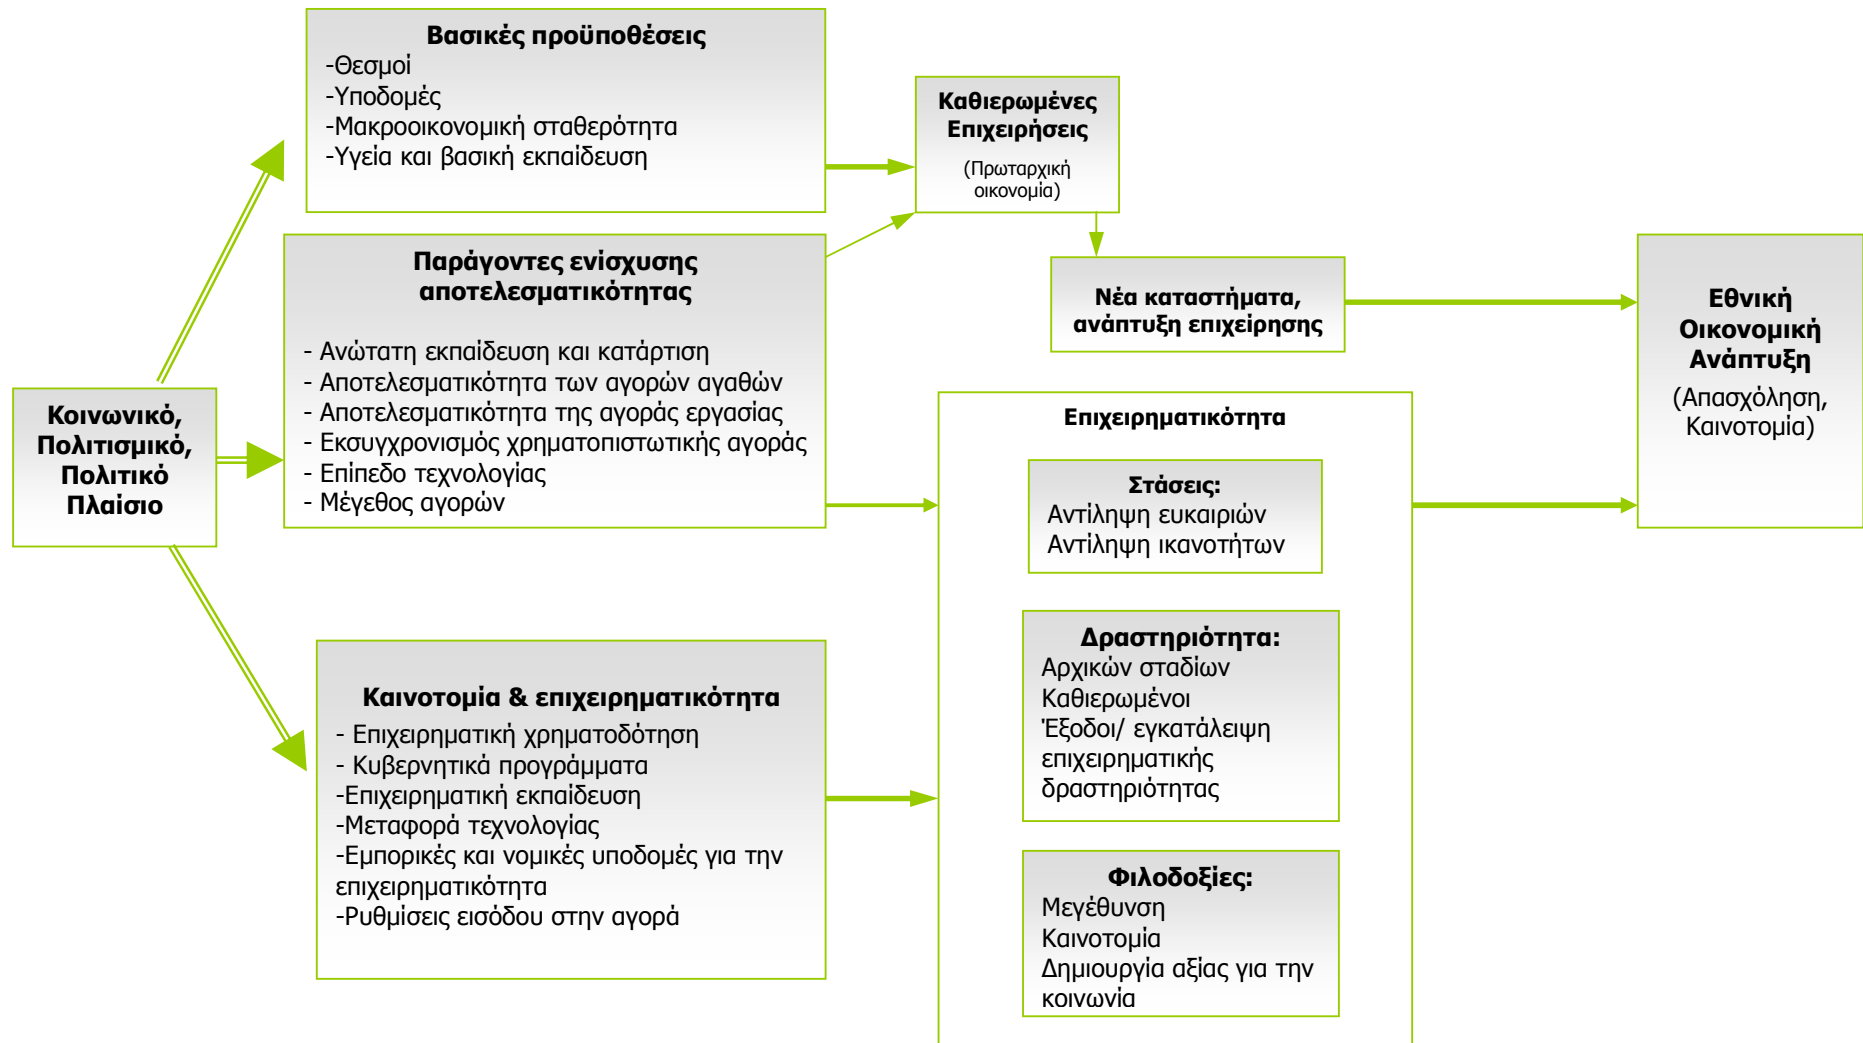 Βασικές προϋποθέσεις
-Θεσμοί
-Υποδομές
-Μακροοικονομική σταθερότητα
-Υγεία και βασική εκπαίδευση
Καθιερωμένες
Επιχειρήσεις
(Πρωταρχική
οικονομία)
Παράγοντες ενίσχυσης
αποτελεσματικότητας
- Ανώτατη εκπαίδευση και κατάρτιση
- Αποτελεσματικότητα των αγορών αγαθών
- Αποτελεσματικότητα της αγοράς εργασίας
- Εκσυγχρονισμός χρηματοπιστωτικής αγοράς
- Επίπεδο τεχνολογίας
- Μέγεθος αγορών
Νέα καταστήματα,
ανάπτυξη επιχείρησης
Εθνική
Οικονομική
Ανάπτυξη
(Απασχόληση,
Καινοτομία)
Κοινωνικό,
Πολιτισμικό,
Πολιτικό
Πλαίσιο
Επιχειρηματικότητα
Στάσεις:
Αντίληψη ευκαιριών
Αντίληψη ικανοτήτων
Δραστηριότητα:
Αρχικών σταδίων
Καθιερωμένοι
Έξοδοι/ εγκατάλειψη
επιχειρηματικής
δραστηριότητας
Φιλοδοξίες:
Μεγέθυνση
Καινοτομία
Δημιουργία αξίας για την
κοινωνία
Καινοτομία & επιχειρηματικότητα
- Επιχειρηματική χρηματοδότηση
- Κυβερνητικά προγράμματα
-Επιχειρηματική εκπαίδευση
-Μεταφορά τεχνολογίας
-Εμπορικές και νομικές υποδομές για την
επιχειρηματικότητα
-Ρυθμίσεις εισόδου στην αγορά